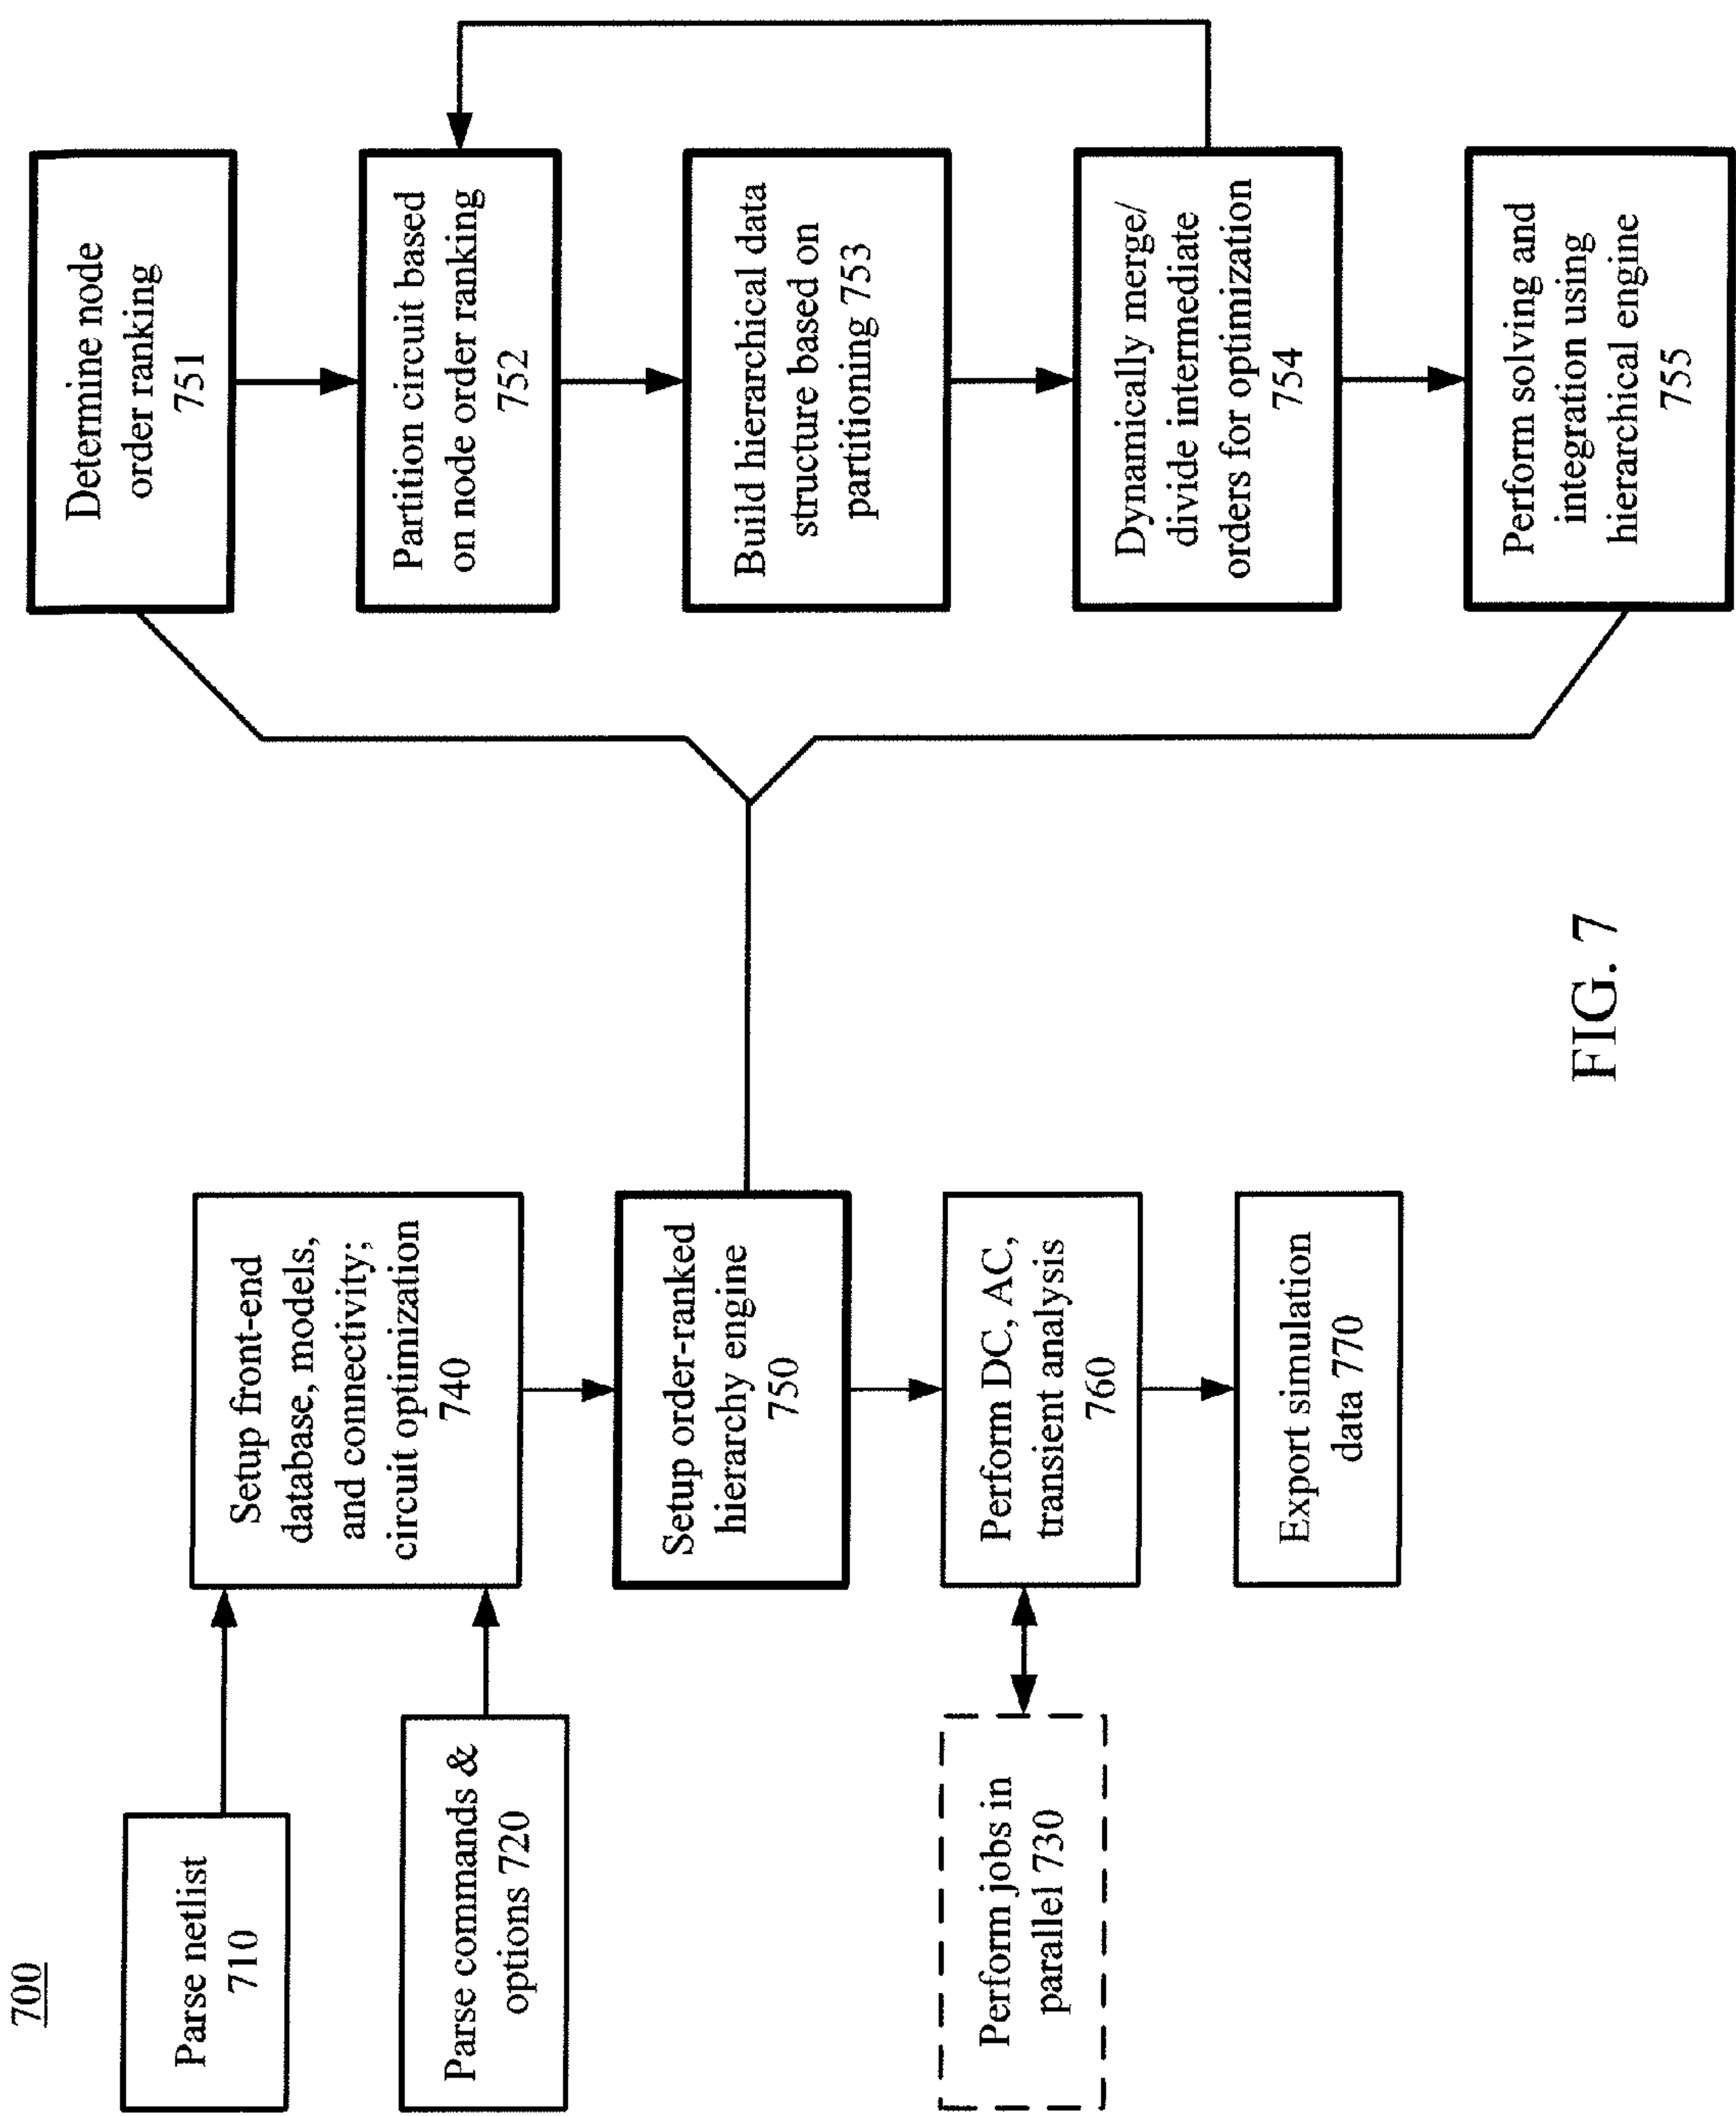 700
Parse netlist
710
Parse commands &
options 720
Perform jobs in
parallel 730
Setup front-end
database, models,
and connectivity;
circuit optimization
740
Setup order-ranked
hierarchy engine
750
Perform DC, AC,
transient analysis
760
Export simulation
data 770
Determine node
order ranking
751
Partition circuit based
on node order ranking
752
Build hierarchical data
structure based on
partitioning 753
Dynamically merge/
divide intermediate
orders for optimization
754
Perform solving and
integration using
hierarchical engine
755
FIG. 7